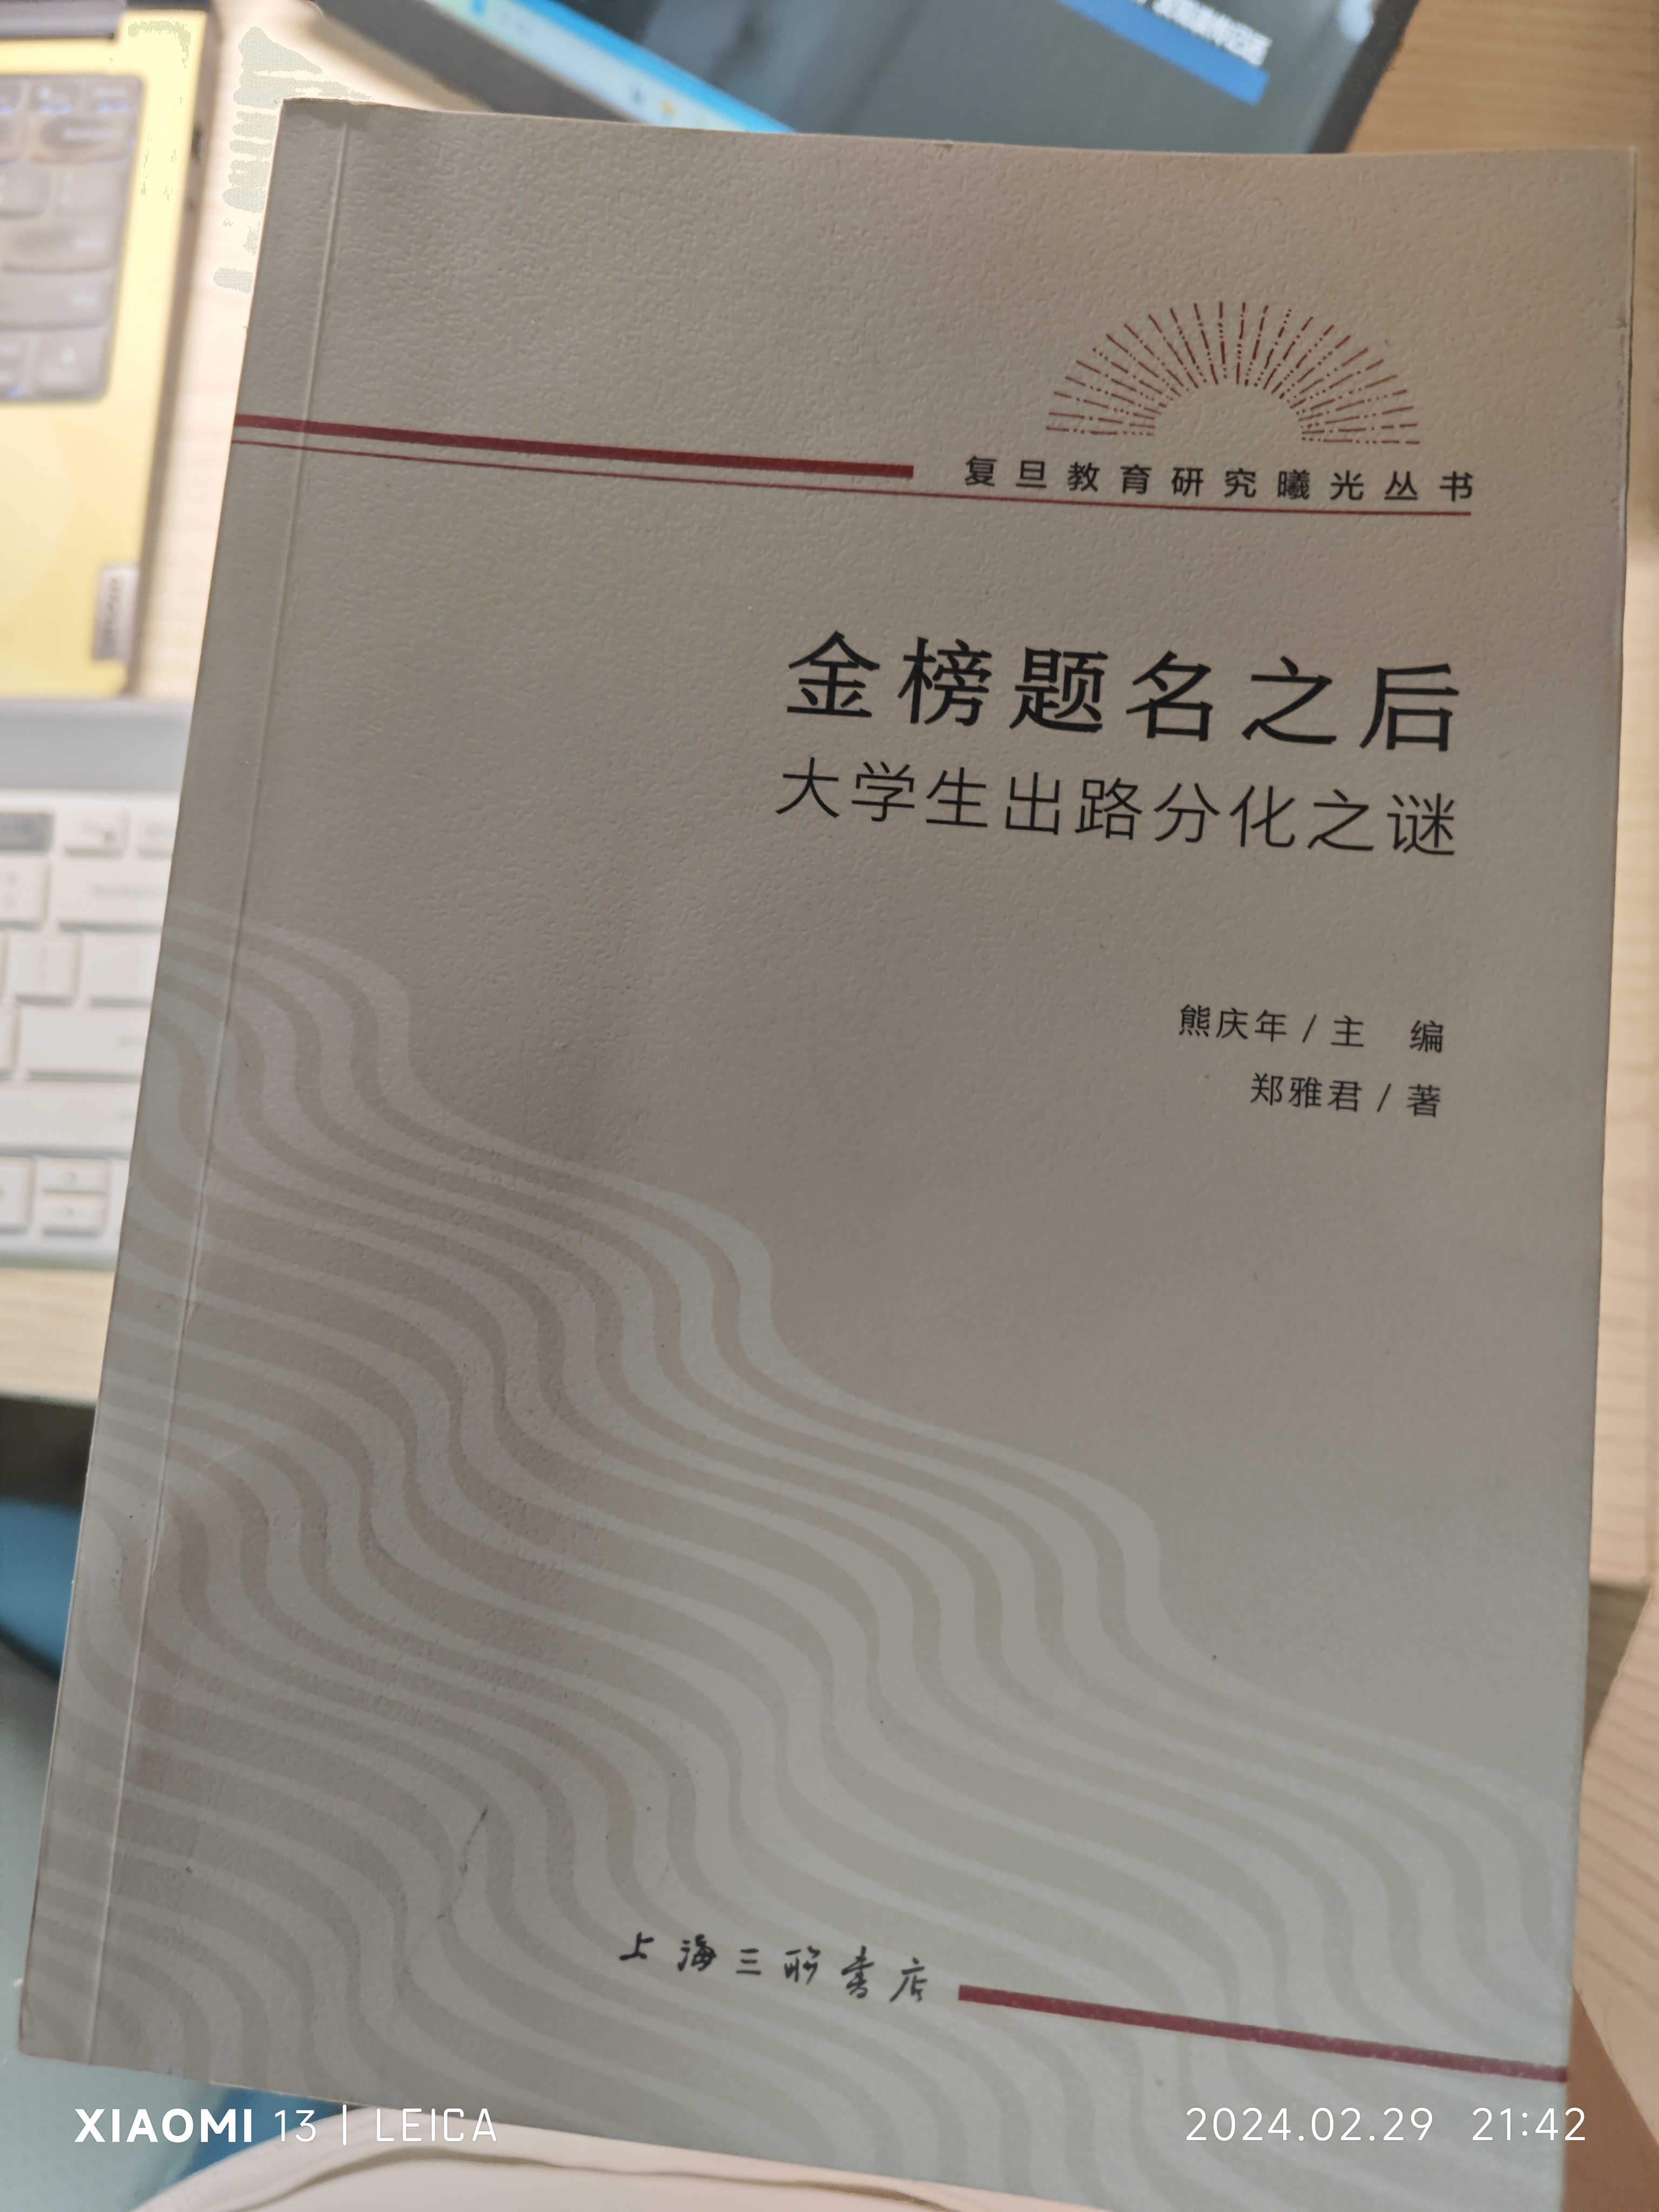 复旦教育研究曦光丛书
金榜题名之后
大学生出路分化之谜
熊庆年 / 主 编
郑雅君 / 著
上海三联书店
XIAOMI 13 | LEICA
2024.02.29 21:42